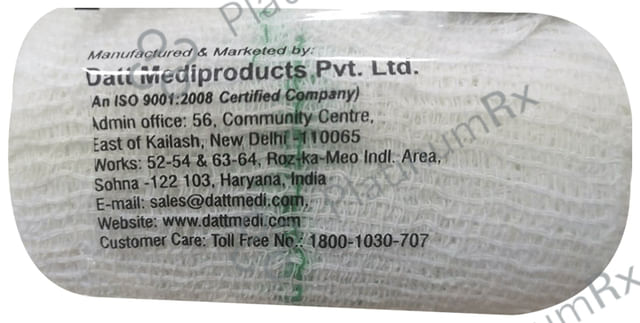 Manufactured & Marketed by:
Datt Mediproducts Pvt. Ltd.
An ISO 9001:2008 Certified Company)
Admin office: 56, Community Centre,
East of Kailash, New Delhi -110065
Works: 52-54 & 63-64, Roz-ka-Meo Indl. Area,
Sohna -122 103, Haryana, India
E-mail: sales@dattmedi.com,
Website: www.dattmedi.com
Customer Care: Toll Free No.: 1800-1030-707
PlatinumRx
PlatinumRx